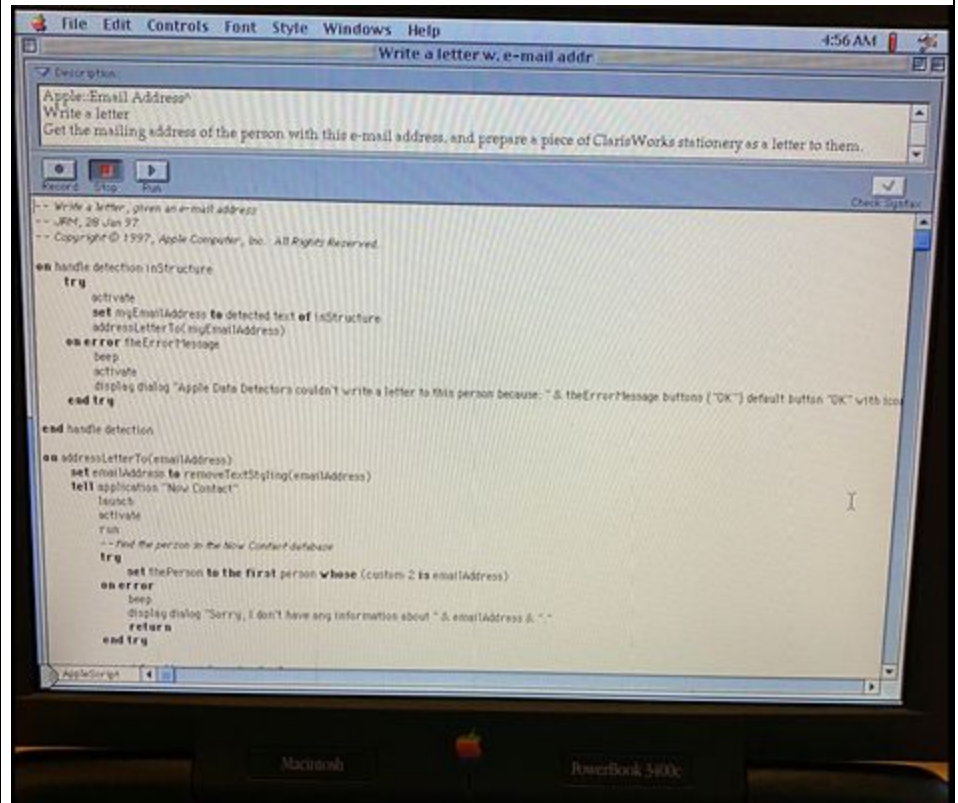 File Edit Controls Font Style Windows Help
4:56 AM
Write a letter w. e-mail addr
Description:
Apple::Email Address^
Write a letter
Get the mailing address of the person with this e-mail address, and prepare a piece of ClarisWorks stationery as a letter to them.
Record Stop Run
Check Syntax
-- Write a letter, given an e-mail address
-- JRM, 28 Jan 97
-- Copyright © 1997, Apple Computer, Inc. All Rights Reserved.
on handle detection inStructure
try
activate
set myEmailAddress to detected text of inStructure
addressLetterTo(myEmailAddress)
on error theErrorMessage
beep
activate
display dialog "Apple Data Detectors couldn't write a letter to this person because: " & theErrorMessage buttons {"OK"} default button "OK" with icon
end try
end handle detection
on addressLetterTo(emailAddress)
set emailAddress to removeTextStyling(emailAddress)
tell application "Now Contact"
launch
activate
run
--find the person in the Now Contact database
try
set thePerson to the first person whose (custom 2 is emailAddress)
on error
beep
display dialog "Sorry, I don't have any information about " & emailAddress & "."
return
end try
AppleScript
Macintosh
PowerBook 3400c